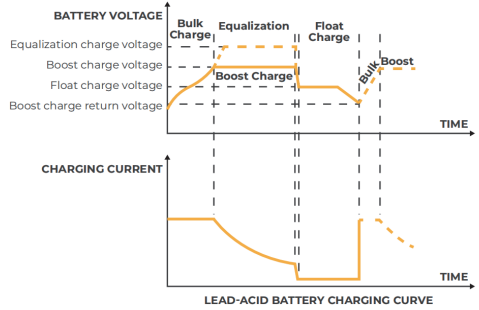 BATTERY VOLTAGE
Bulk
Charge
Equalization
Float
Charge
Equalization charge voltage
Boost charge voltage
Boost Charge
Bulk
Boost
Float charge voltage
Boost charge return voltage
TIME
CHARGING CURRENT
TIME
LEAD-ACID BATTERY CHARGING CURVE